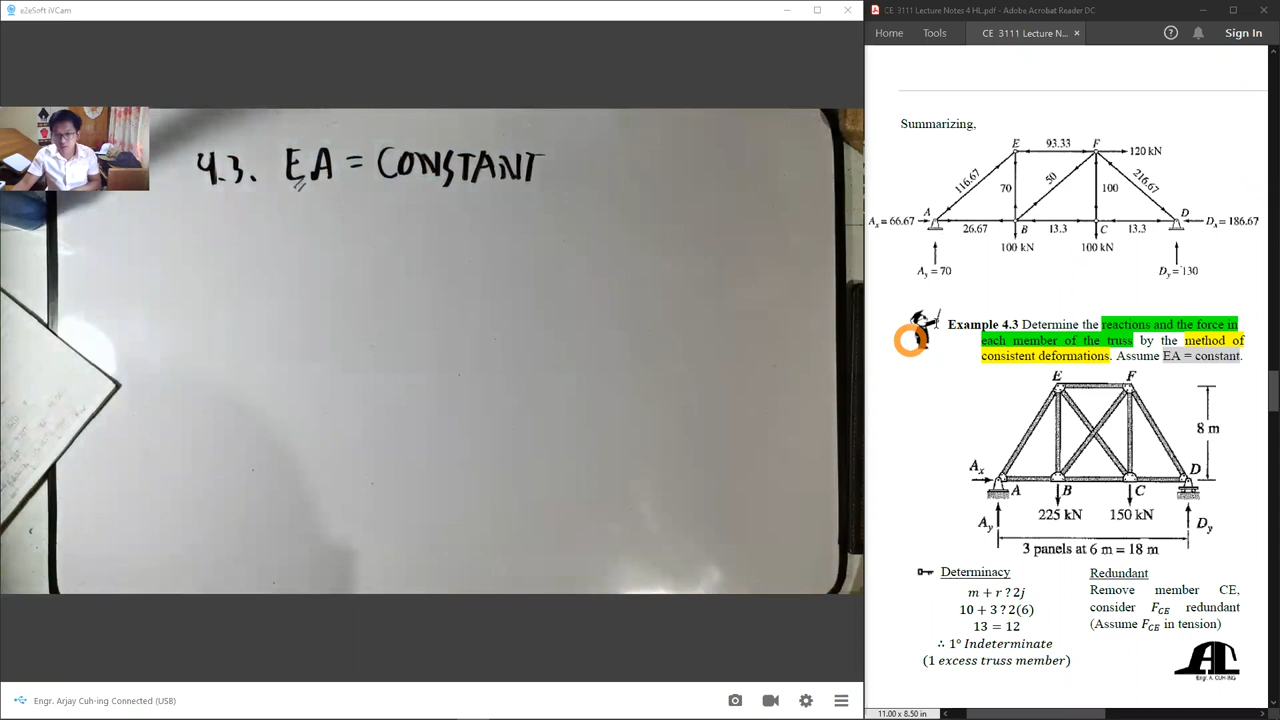 e2eSoft iVCam
4.3. EA = CONSTANT
Engr. Arjay Cuh-ing Connected (USB)
CE 3111 Lecture Notes 4 HL.pdf - Adobe Acrobat Reader DC
Home Tools CE 3111 Lecture N... × Sign In
Summarizing,
E 93.33 F 120 kN
116.67 70 50 100 216.67
A D
Ax = 66.67 Dx = 186.67
26.67 B 13.3 C 13.3
100 kN 100 kN
Ay = 70 Dy = 130
Example 4.3 Determine the reactions and the force in
each member of the truss by the method of
consistent deformations. Assume EA = constant.
E F
8 m
Ax D
A B C
225 kN 150 kN
Ay Dy
3 panels at 6 m = 18 m
Determinacy
m + r ? 2j
10 + 3 ? 2(6)
13 = 12
∴ 1° Indeterminate
(1 excess truss member)
Redundant
Remove member CE,
consider FCE redundant
(Assume FCE in tension)
Engr. A. CUH-ING
11.00 x 8.50 in